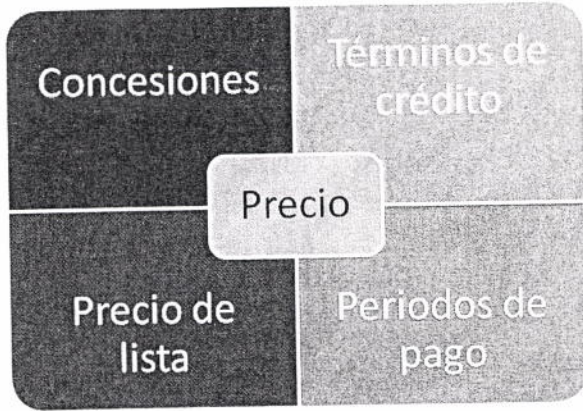 Concesiones
Términos de
crédito
Precio
Precio de
lista
Periodos de
pago